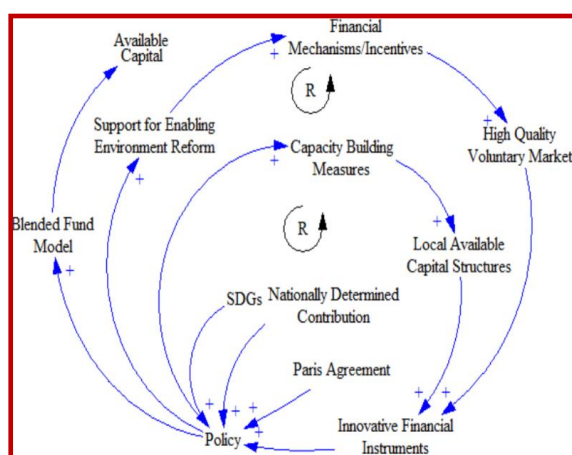 Financial
Mechanisms/Incentives
Available
Capital
+
R
Support for Enabling
Environment Reform
+
+
High Quality
Voluntary Market
Capacity Building
Measures
+
+
Blended Fund
Model
+
R
+
Local Available
Capital Structures
SDGs
Nationally Determined
Contribution
Paris Agreement
+
+
+
+
+
+
Policy
Innovative Financial
Instruments